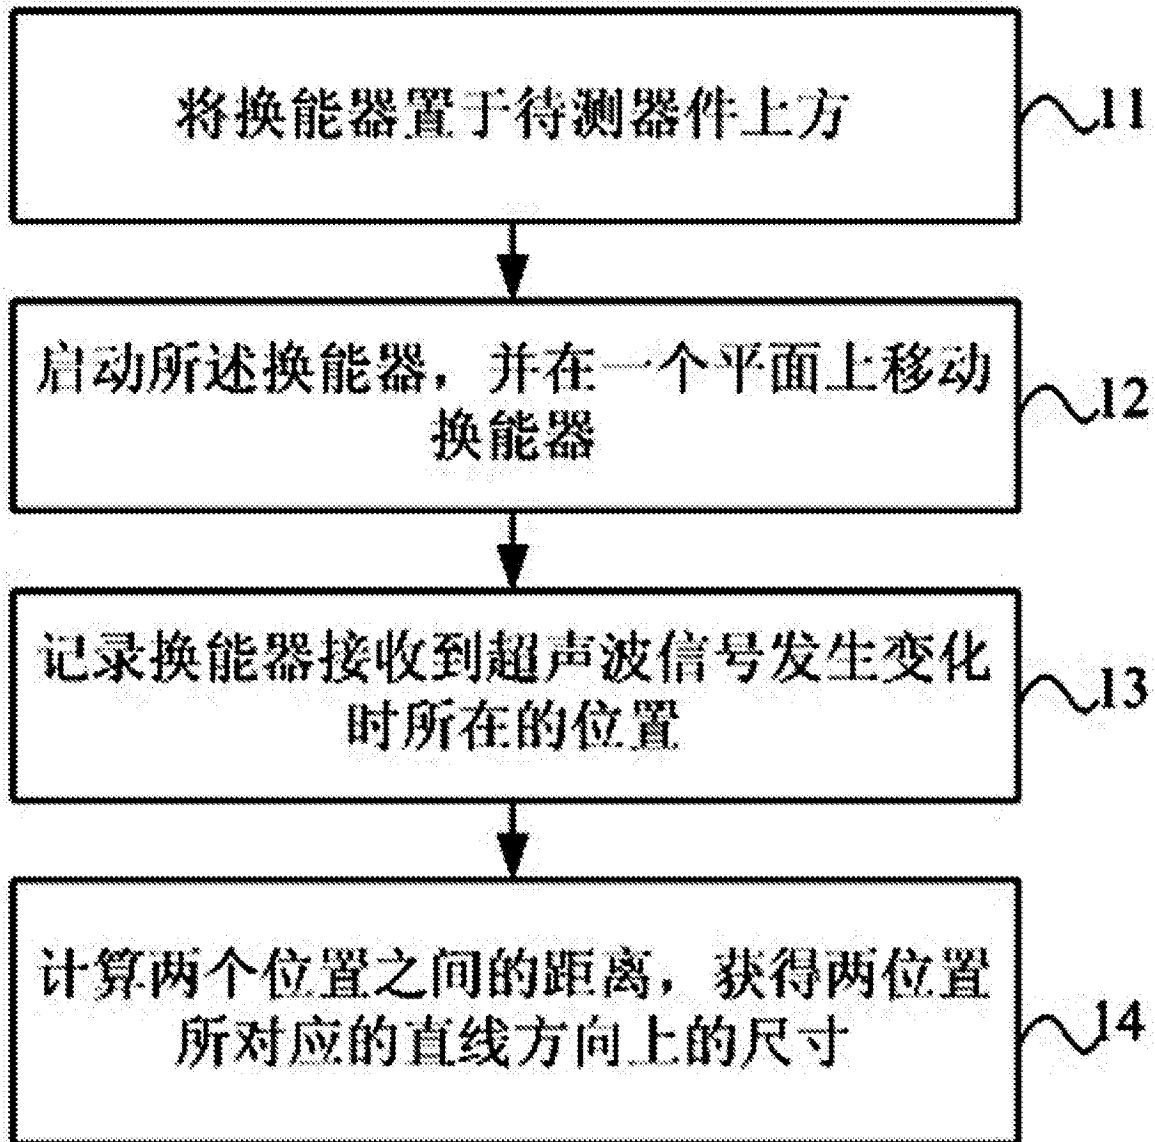 将换能器置于待测器件上方
11
启动所述换能器，并在一个平面上移动
换能器
12
记录换能器接收到超声波信号发生变化
时所在的位置
13
计算两个位置之间的距离，获得两位置
所对应的直线方向上的尺寸
14